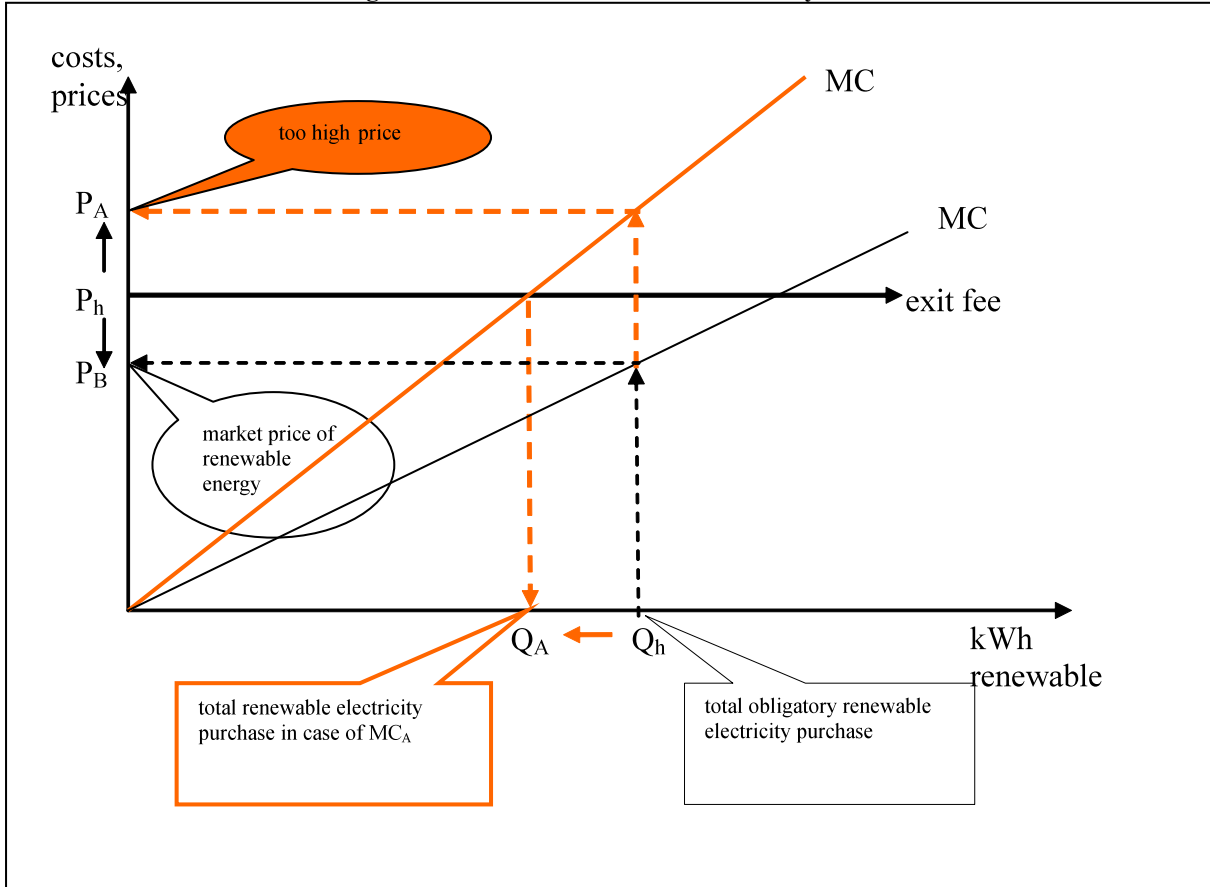 costs,
prices
MC
too high price
P_A
MC
P_h
exit fee
P_B
market price of
renewable
energy
Q_A
Q_h
kWh
renewable
total renewable electricity
purchase in case of MC_A
total obligatory renewable
electricity purchase